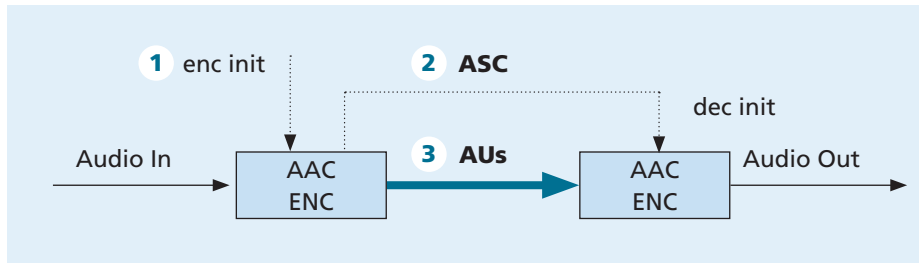 1 enc init
2 ASC
dec init
Audio In
3 AUs
Audio Out
AAC
ENC
AAC
ENC